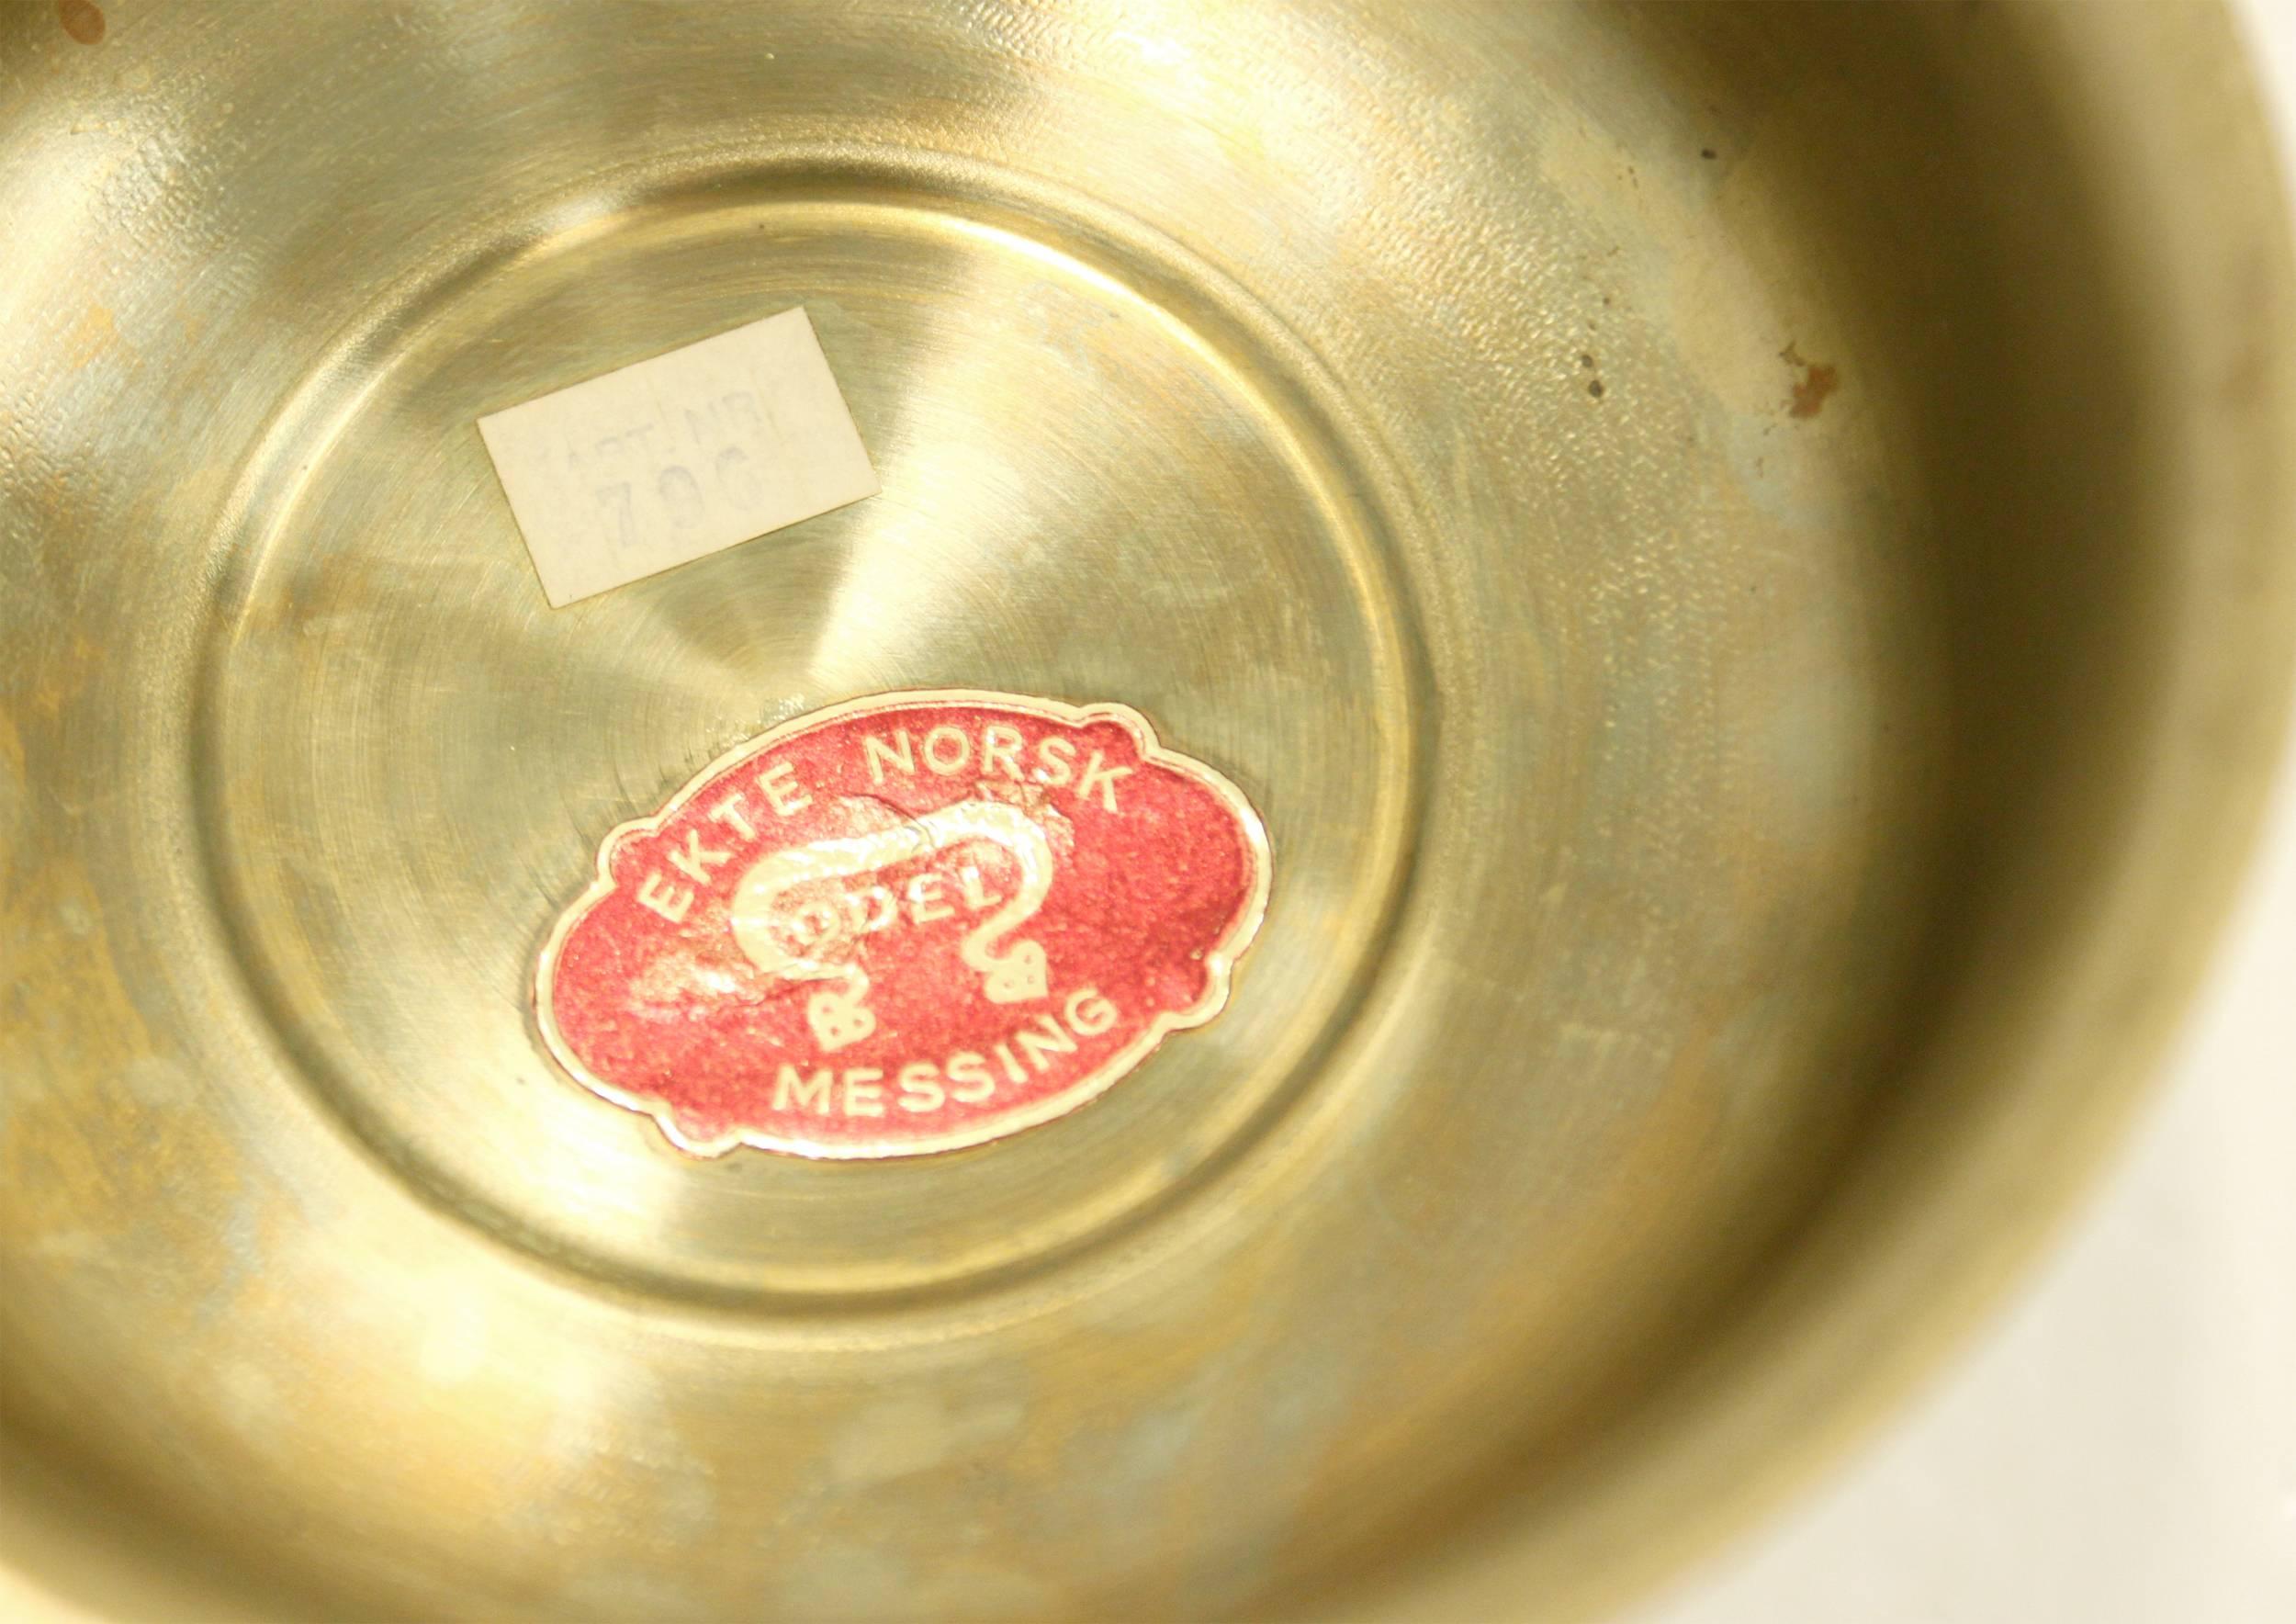 ART. NR.
790
EKTE NORSK
ODEL
MESSING